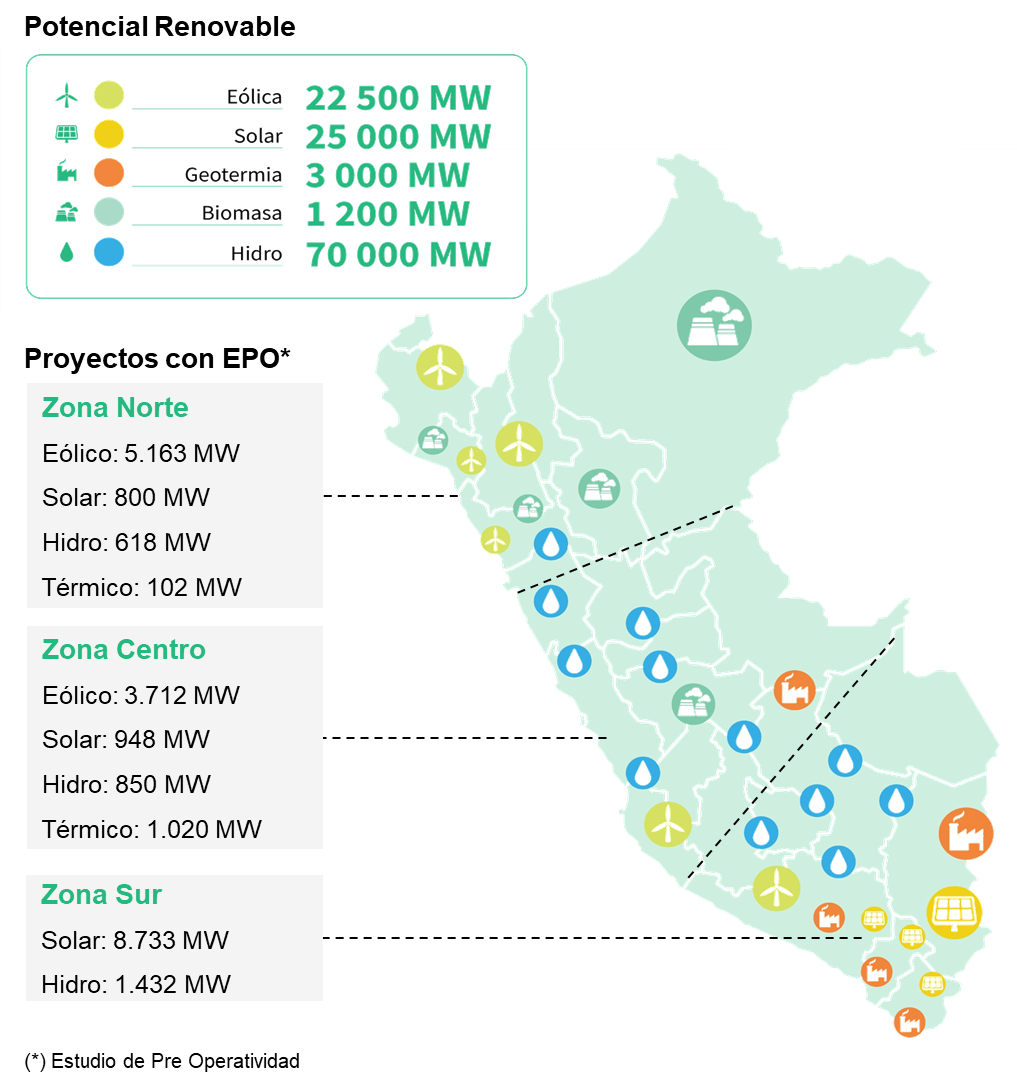 Potencial Renovable
Eólica 22 500 MW
Solar 25 000 MW
Geotermia 3 000 MW
Biomasa 1 200 MW
Hidro 70 000 MW
Proyectos con EPO*
Zona Norte
Eólico: 5.163 MW
Solar: 800 MW
Hidro: 618 MW
Térmico: 102 MW
Zona Centro
Eólico: 3.712 MW
Solar: 948 MW
Hidro: 850 MW
Térmico: 1.020 MW
Zona Sur
Solar: 8.733 MW
Hidro: 1.432 MW
(*) Estudio de Pre Operatividad